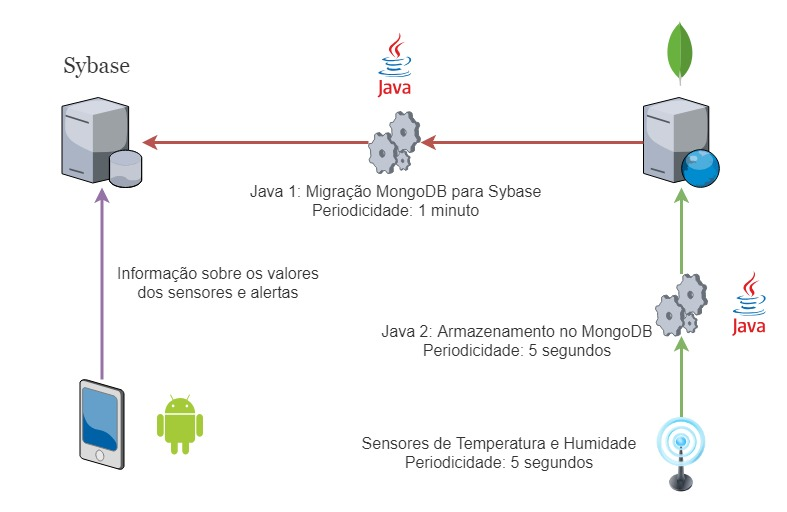 Sybase
Java
Java 1: Migração MongoDB para Sybase
Periodicidade: 1 minuto
Informação sobre os valores
dos sensores e alertas
Java
Java 2: Armazenamento no MongoDB
Periodicidade: 5 segundos
Sensores de Temperatura e Humidade
Periodicidade: 5 segundos